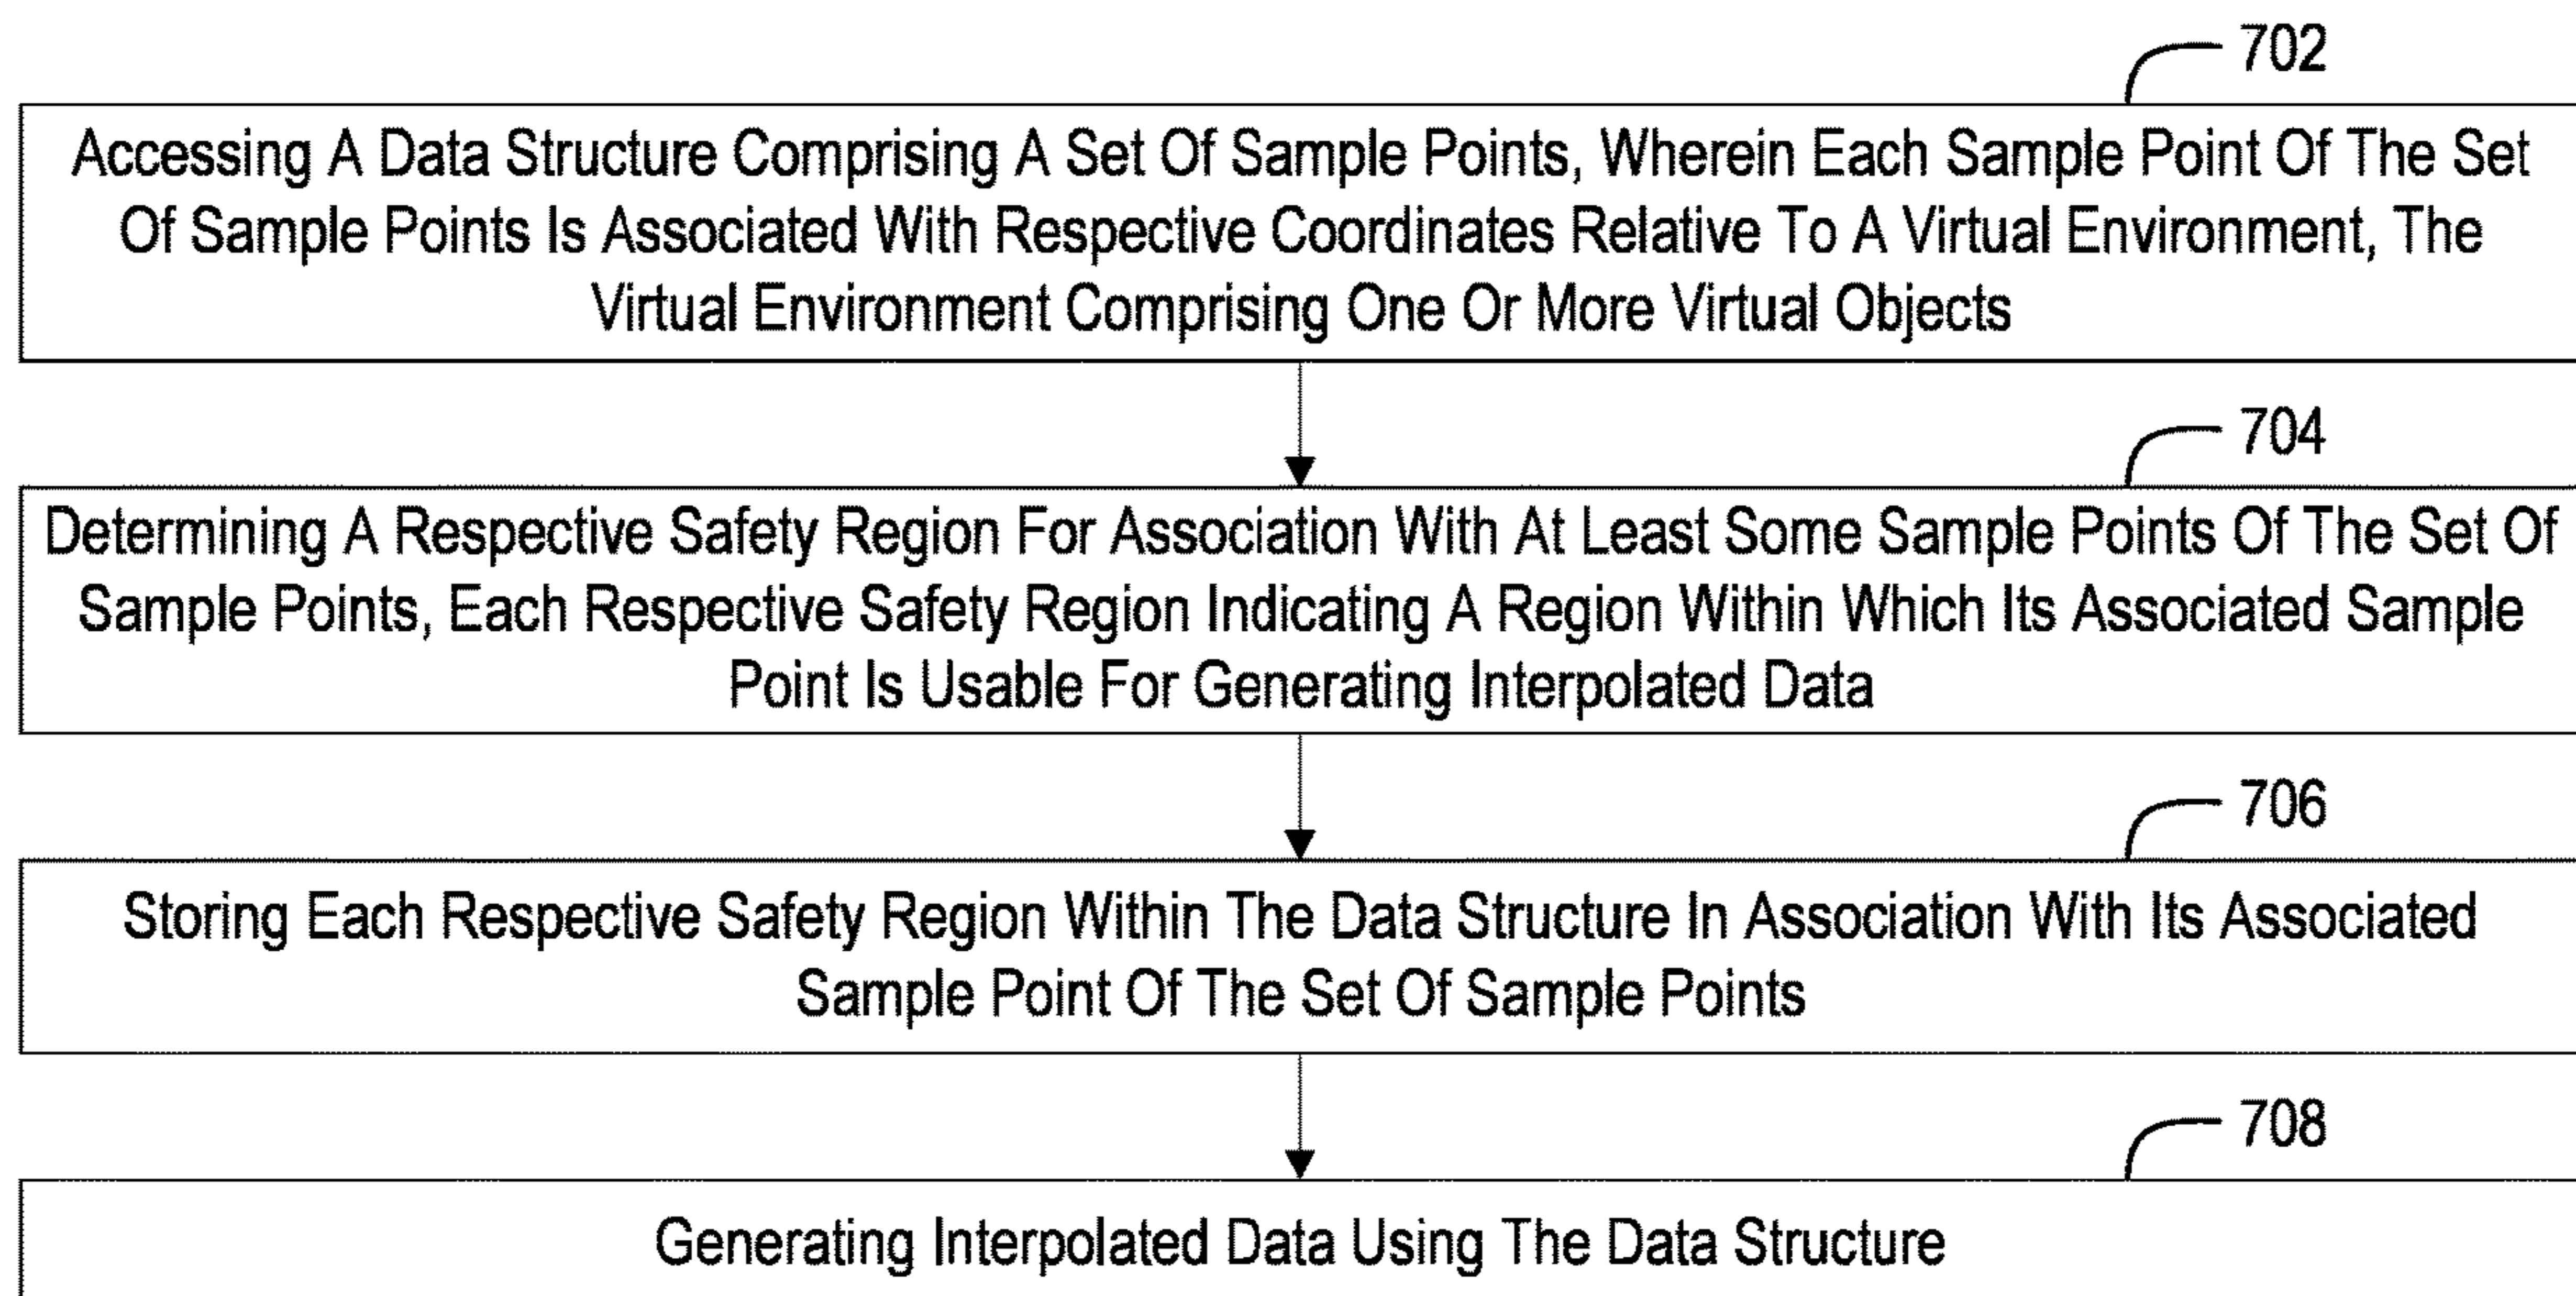 702
Accessing A Data Structure Comprising A Set Of Sample Points, Wherein Each Sample Point Of The Set
Of Sample Points Is Associated With Respective Coordinates Relative To A Virtual Environment, The
Virtual Environment Comprising One Or More Virtual Objects
704
Determining A Respective Safety Region For Association With At Least Some Sample Points Of The Set Of
Sample Points, Each Respective Safety Region Indicating A Region Within Which Its Associated Sample
Point Is Usable For Generating Interpolated Data
706
Storing Each Respective Safety Region Within The Data Structure In Association With Its Associated
Sample Point Of The Set Of Sample Points
708
Generating Interpolated Data Using The Data Structure